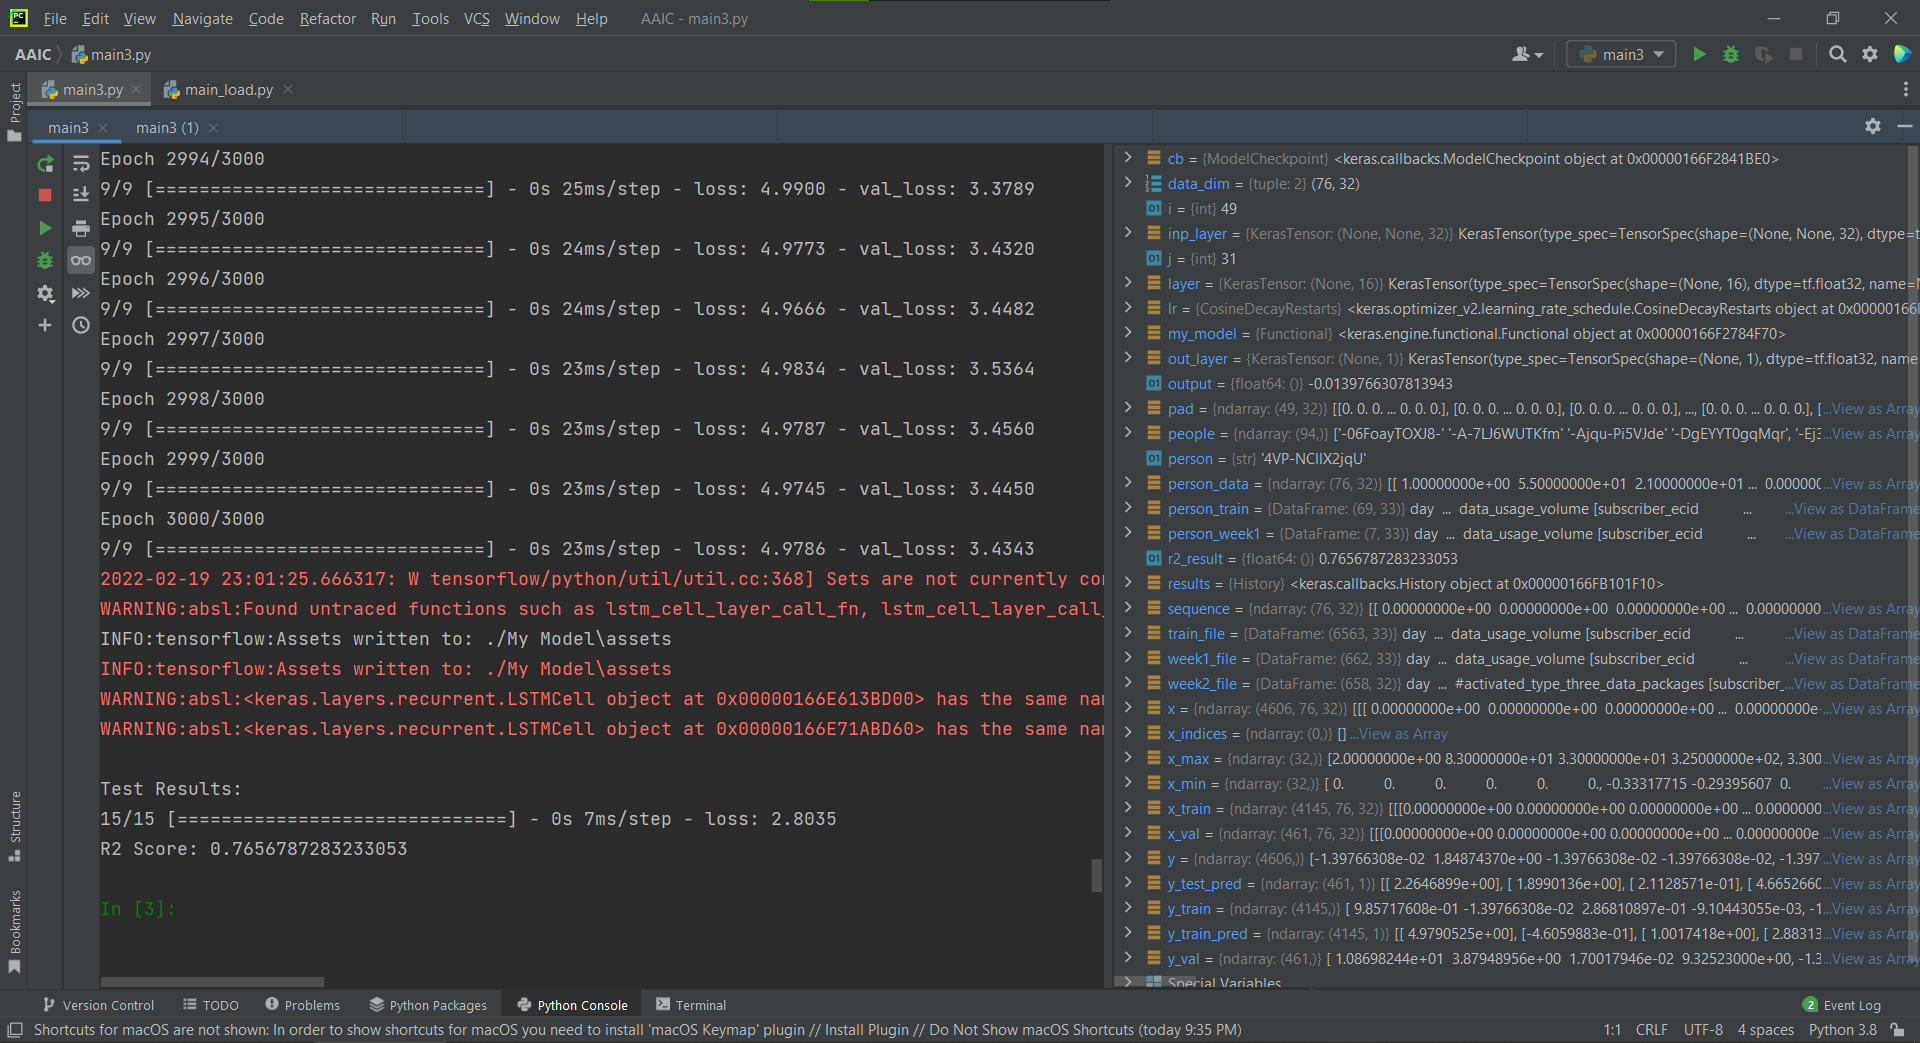 File Edit View Navigate Code Refactor Run Tools VCS Window Help AAIC - main3.py
AAIC main3.py main3
main3.py main_load.py
main3 main3 (1)
Project
Structure
Bookmarks
Epoch 2994/3000
9/9 [==============================] - 0s 25ms/step - loss: 4.9900 - val_loss: 3.3789
Epoch 2995/3000
9/9 [==============================] - 0s 24ms/step - loss: 4.9773 - val_loss: 3.4320
Epoch 2996/3000
9/9 [==============================] - 0s 24ms/step - loss: 4.9666 - val_loss: 3.4482
Epoch 2997/3000
9/9 [==============================] - 0s 23ms/step - loss: 4.9834 - val_loss: 3.5364
Epoch 2998/3000
9/9 [==============================] - 0s 23ms/step - loss: 4.9787 - val_loss: 3.4560
Epoch 2999/3000
9/9 [==============================] - 0s 23ms/step - loss: 4.9745 - val_loss: 3.4450
Epoch 3000/3000
9/9 [==============================] - 0s 23ms/step - loss: 4.9786 - val_loss: 3.4343
2022-02-19 23:01:25.666317: W tensorflow/python/util/util.cc:368] Sets are not currently co
WARNING:absl:Found untraced functions such as lstm_cell_layer_call_fn, lstm_cell_layer_call_
INFO:tensorflow:Assets written to: ./My Model\assets
INFO:tensorflow:Assets written to: ./My Model\assets
WARNING:absl:<keras.layers.recurrent.LSTMCell object at 0x00000166E613BD00> has the same na
WARNING:absl:<keras.layers.recurrent.LSTMCell object at 0x00000166E71ABD60> has the same na
Test Results:
15/15 [==============================] - 0s 7ms/step - loss: 2.8035
R2 Score: 0.7656787283233053
In [3]:
cb = {ModelCheckpoint} <keras.callbacks.ModelCheckpoint object at 0x00000166F2841BE0>
data_dim = {tuple: 2} (76, 32)
i = {int} 49
inp_layer = {KerasTensor: (None, None, 32)} KerasTensor(type_spec=TensorSpec(shape=(None, None, 32), dtype=t
j = {int} 31
layer = {KerasTensor: (None, 16)} KerasTensor(type_spec=TensorSpec(shape=(None, 16), dtype=tf.float32, name=
lr = {CosineDecayRestarts} <keras.optimizer_v2.learning_rate_schedule.CosineDecayRestarts object at 0x00000166
my_model = {Functional} <keras.engine.functional.Functional object at 0x00000166F2784F70>
out_layer = {KerasTensor: (None, 1)} KerasTensor(type_spec=TensorSpec(shape=(None, 1), dtype=tf.float32, name
output = {float64: ()} -0.0139766307813943
pad = {ndarray: (49, 32)} [[0. 0. 0. ... 0. 0. 0.], [0. 0. 0. ... 0. 0. 0.], [0. 0. 0. ... 0. 0. 0.], ..., [0. 0. 0. ... 0. 0. 0.], [...View as Array
people = {ndarray: (94,)} ['-06FoayTOXJ8-' '-A-7LJ6WUTKfm' '-Ajqu-Pi5VJde' '-DgEYYT0gqMqr', '-Ej3...View as Array
person = {str} '4VP-NCIIX2jqU'
person_data = {ndarray: (76, 32)} [[ 1.00000000e+00 5.50000000e+01 2.10000000e+01 ... 0.00000(...View as Array
person_train = {DataFrame: (69, 33)} day ... data_usage_volume [subscriber_ecid ... ...View as DataFrame
person_week1 = {DataFrame: (7, 33)} day ... data_usage_volume [subscriber_ecid ... ...View as DataFrame
r2_result = {float64: ()} 0.7656787283233053
results = {History} <keras.callbacks.History object at 0x00000166FB101F10>
sequence = {ndarray: (76, 32)} [[ 0.00000000e+00 0.00000000e+00 0.00000000e+00 ... 0.00000000...View as Array
train_file = {DataFrame: (6563, 33)} day ... data_usage_volume [subscriber_ecid ... ...View as DataFrame
week1_file = {DataFrame: (662, 33)} day ... data_usage_volume [subscriber_ecid ... ...View as DataFrame
week2_file = {DataFrame: (658, 32)} day ... #activated_type_three_data_packages [subscriber_...View as DataFrame
x = {ndarray: (4606, 76, 32)} [[[ 0.00000000e+00 0.00000000e+00 0.00000000e+00 ... 0.00000000e...View as Array
x_indices = {ndarray: (0,)} [] ...View as Array
x_max = {ndarray: (32,)} [2.00000000e+00 8.30000000e+01 3.30000000e+01 3.25000000e+02, 3.300...View as Array
x_min = {ndarray: (32,)} [ 0. 0. 0. 0. 0. 0., -0.33317715 -0.29395607 0. ...View as Array
x_train = {ndarray: (4145, 76, 32)} [[[0.00000000e+00 0.00000000e+00 0.00000000e+00 ... 0.0000000...View as Array
x_val = {ndarray: (461, 76, 32)} [[[0.00000000e+00 0.00000000e+00 0.00000000e+00 ... 0.00000000e...View as Array
y = {ndarray: (4606,)} [-1.39766308e-02 1.84874370e+00 -1.39766308e-02 -1.39766308e-02, -1.397...View as Array
y_test_pred = {ndarray: (461, 1)} [[ 2.2646899e+00], [ 1.8990136e+00], [ 2.1128571e-01], [ 4.6652660...View as Array
y_train = {ndarray: (4145,)} [ 9.85717608e-01 -1.39766308e-02 2.86810897e-01 -9.10443055e-03, -1...View as Array
y_train_pred = {ndarray: (4145, 1)} [[ 4.9790525e+00], [-4.6059883e-01], [ 1.0017418e+00], [ 2.88313...View as Array
y_val = {ndarray: (461,)} [ 1.08698244e+01 3.87948956e+00 1.70017946e-02 9.32523000e+00, -1.3...View as Array
Special Variables
Version Control TODO Problems Python Packages Python Console Terminal 2 Event Log
Shortcuts for macOS are not shown: In order to show shortcuts for macOS you need to install 'macOS Keymap' plugin // Install Plugin // Do Not Show macOS Shortcuts (today 9:35 PM) 1:1 CRLF UTF-8 4 spaces Python 3.8